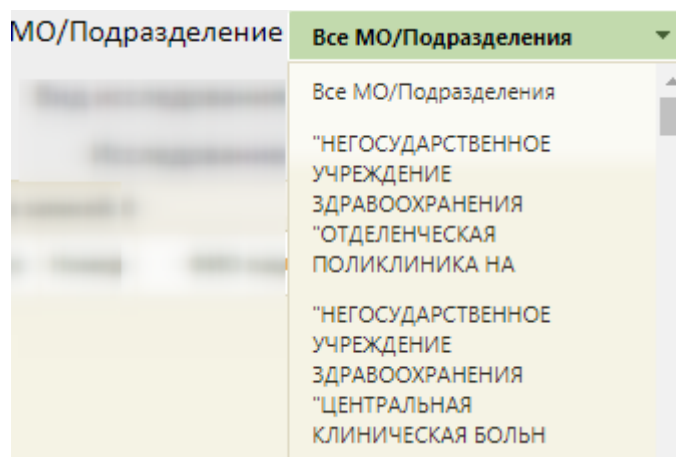 МО/Подразделение
Все МО/Подразделения
Все МО/Подразделения
"НЕГОСУДАРСТВЕННОЕ
УЧРЕЖДЕНИЕ
ЗДРАВООХРАНЕНИЯ
"ОТДЕЛЕНЧЕСКАЯ
ПОЛИКЛИНИКА НА
"НЕГОСУДАРСТВЕННОЕ
УЧРЕЖДЕНИЕ
ЗДРАВООХРАНЕНИЯ
"ЦЕНТРАЛЬНАЯ
КЛИНИЧЕСКАЯ БОЛЬН